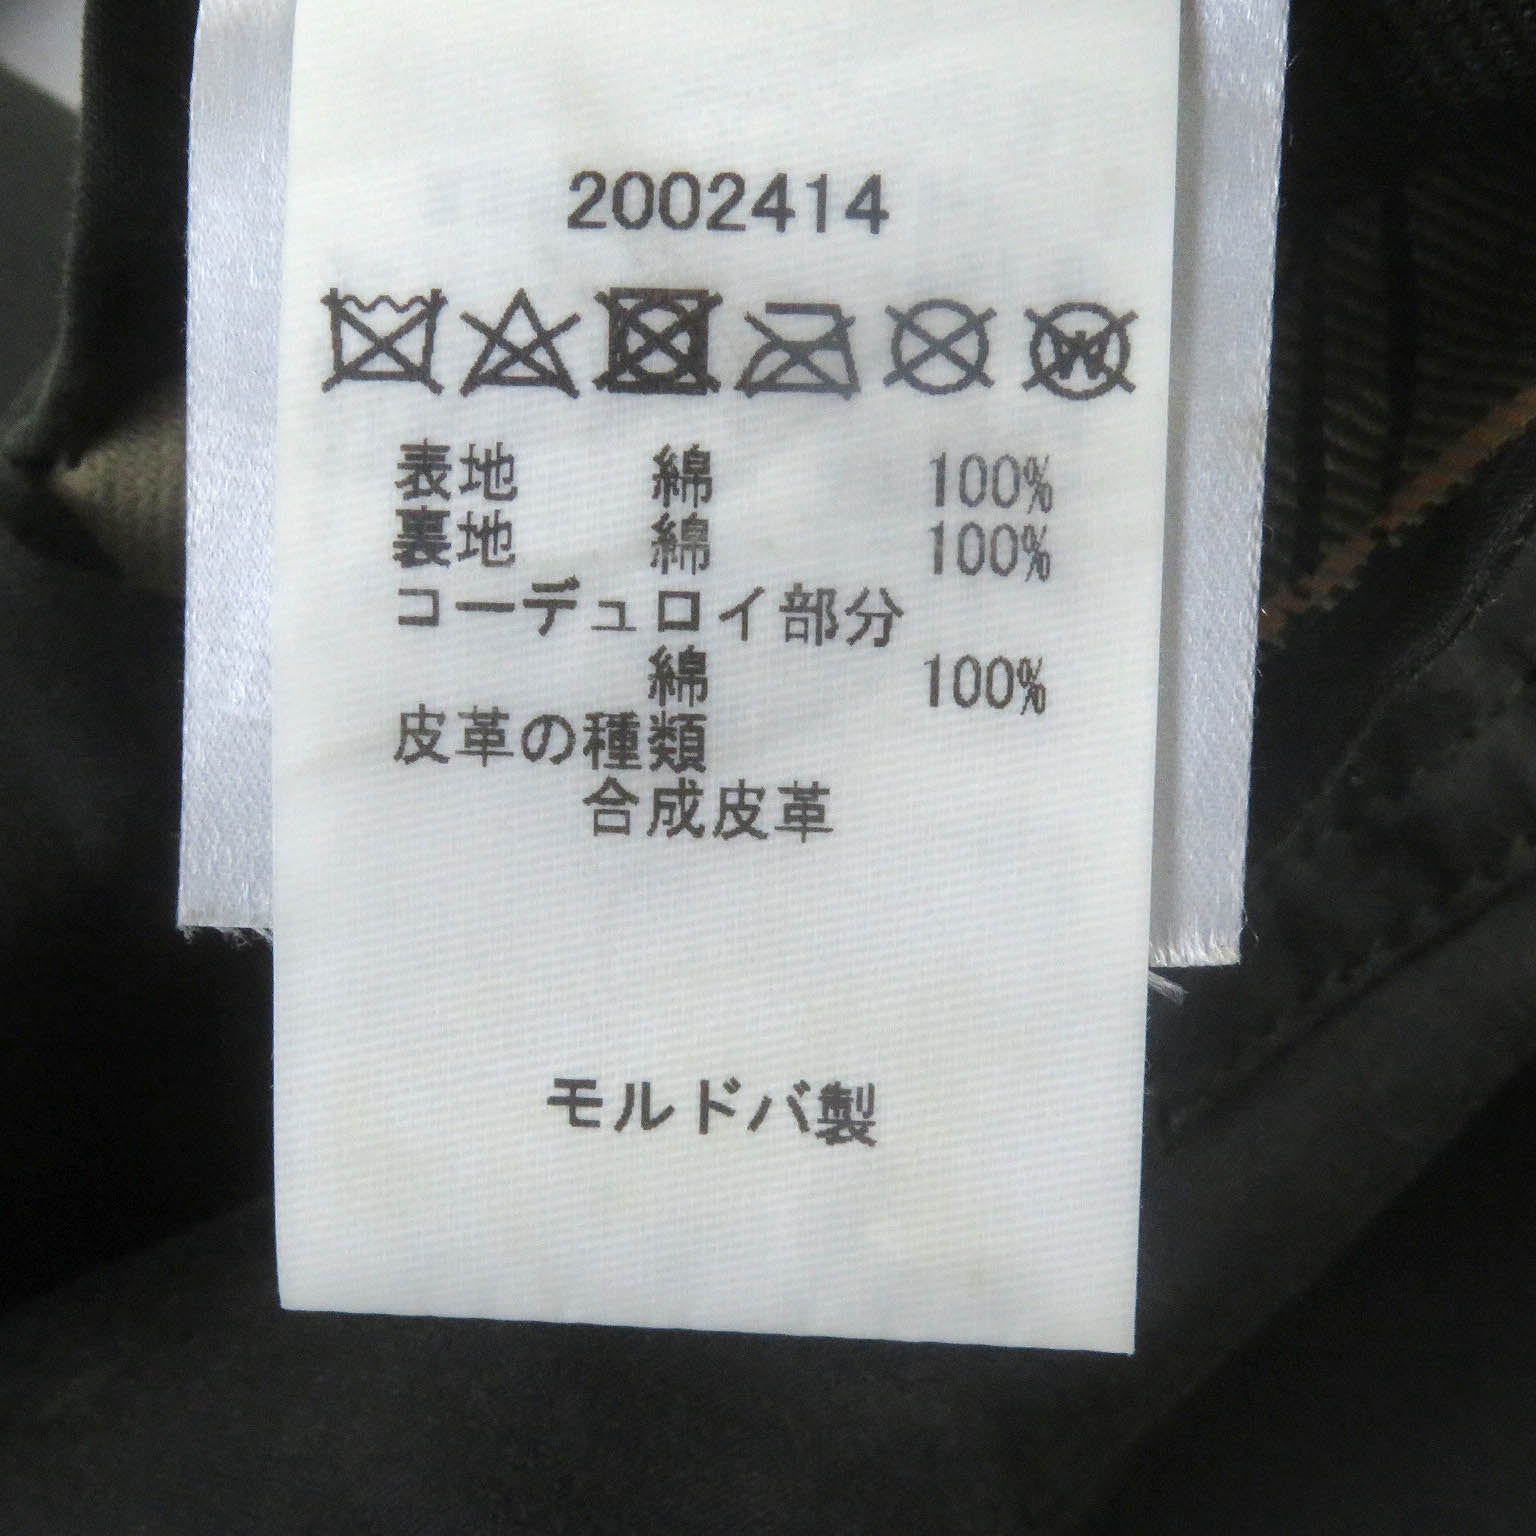 2002414
W
表地 綿 100%
裏地 綿 100%
コーデュロイ部分
綿 100%
皮革の種類
合成皮革
モルドバ製